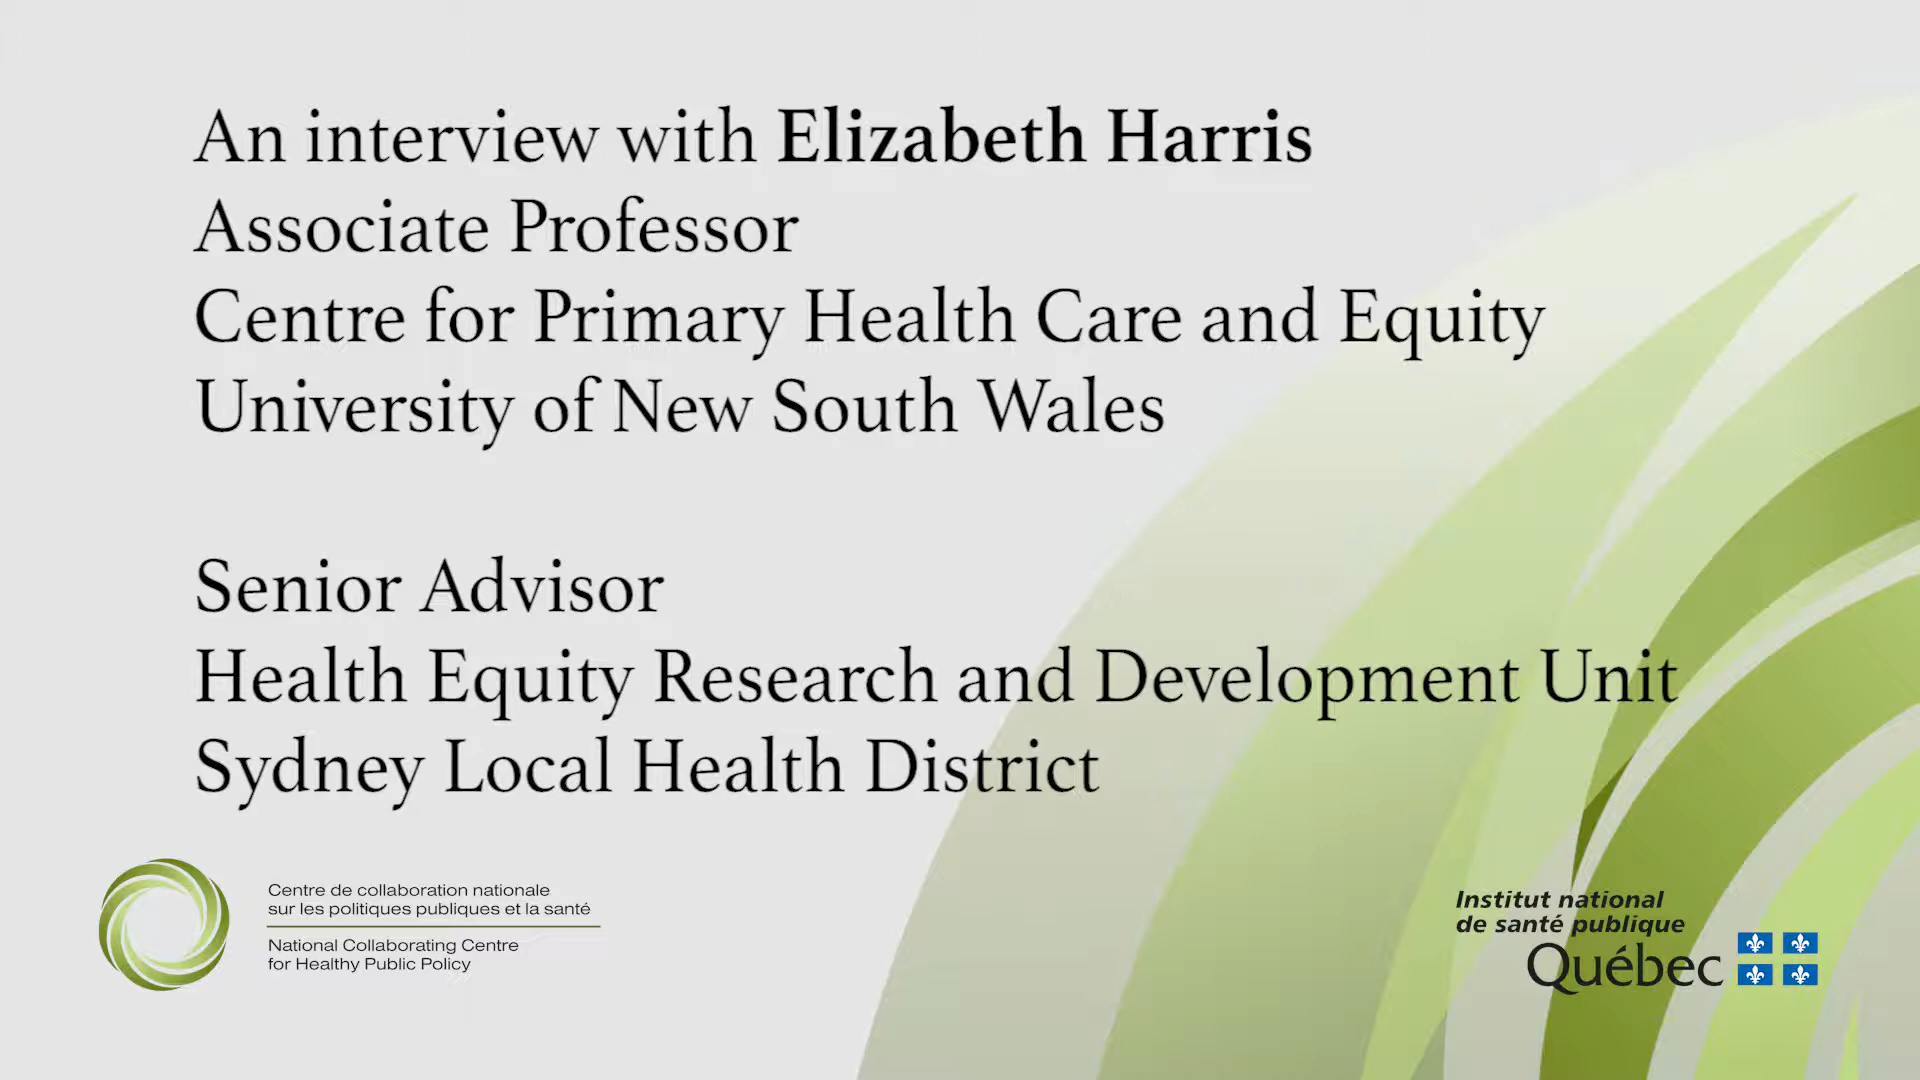 An interview with Elizabeth Harris
Associate Professor
Centre for Primary Health Care and Equity
University of New South Wales
Senior Advisor
Health Equity Research and Development Unit
Sydney Local Health District
Centre de collaboration nationale
sur les politiques publiques et la santé
National Collaborating Centre
for Healthy Public Policy
Institut national
de santé publique
Québec